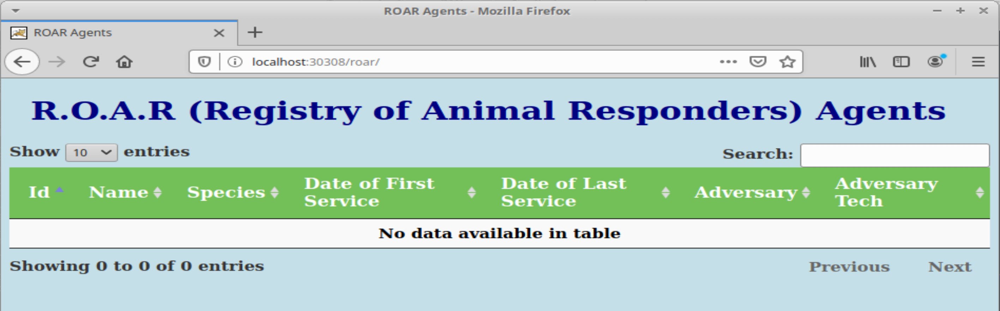 ROAR Agents - Mozilla Firefox
ROAR Agents
localhost:30308/roar/
R.O.A.R (Registry of Animal Responders) Agents
Show 10 entries
Search:
Id Name Species Date of First Service Date of Last Service Adversary Adversary Tech
No data available in table
Showing 0 to 0 of 0 entries
Previous Next